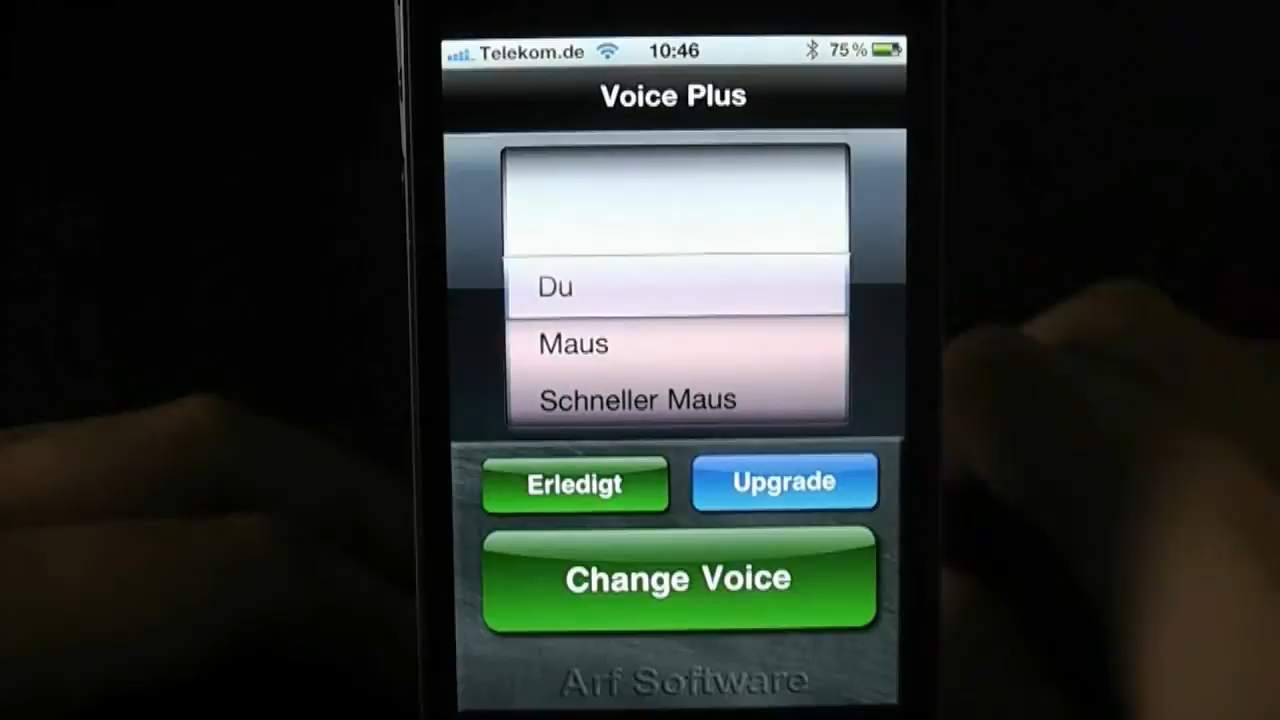 Telekom.de 10:46 75%
Voice Plus
Du
Maus
Schneller Maus
Erledigt Upgrade
Change Voice
Arf Software